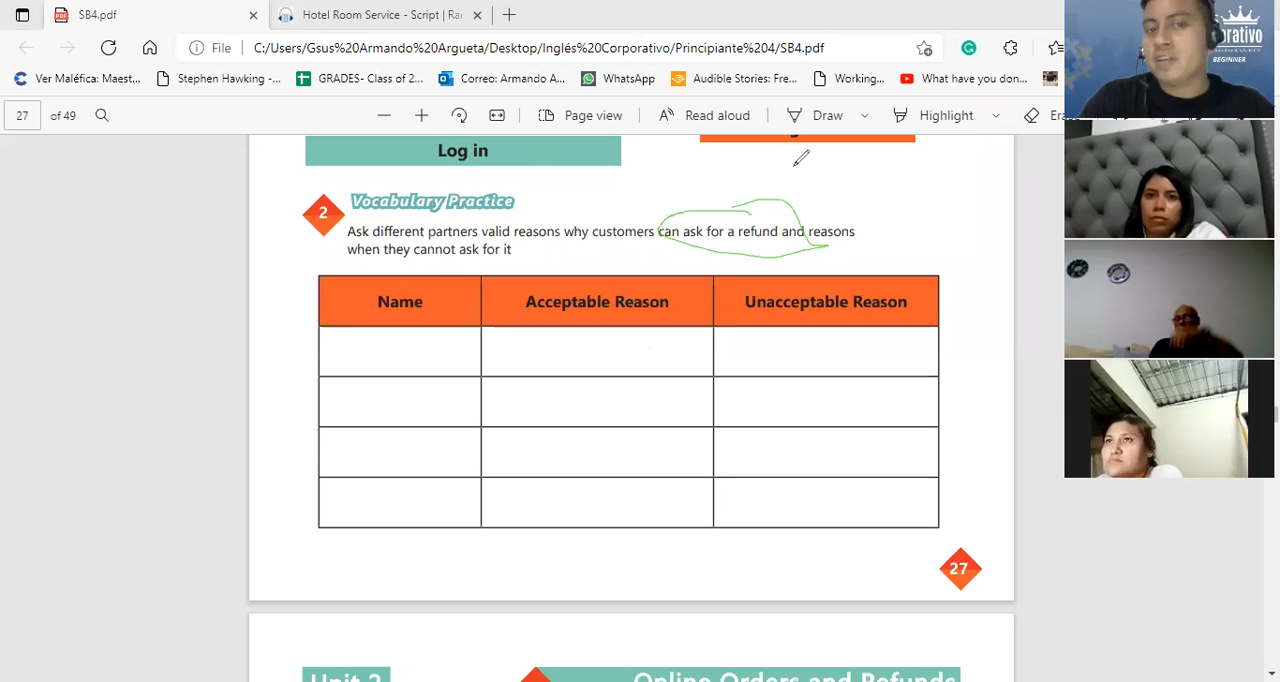 SB4.pdf
Hotel Room Service - Script | Ra
File C:/Users/Gsus%20Armando%20Argueta/Desktop/Inglés%20Corporativo/Principiante%204/SB4.pdf
Ver Maléfica: Maest... Stephen Hawking -... GRADES- Class of 2... Correo: Armando A... WhatsApp Audible Stories: Fre... Working... What have you don...
27 of 49 Page view Read aloud Draw Highlight Era
orativo
BEGINNER
Log in
2 Vocabulary Practice
Ask different partners valid reasons why customers can ask for a refund and reasons
when they cannot ask for it
Name Acceptable Reason Unacceptable Reason
27
Unit 2 Online Orders and Refunds